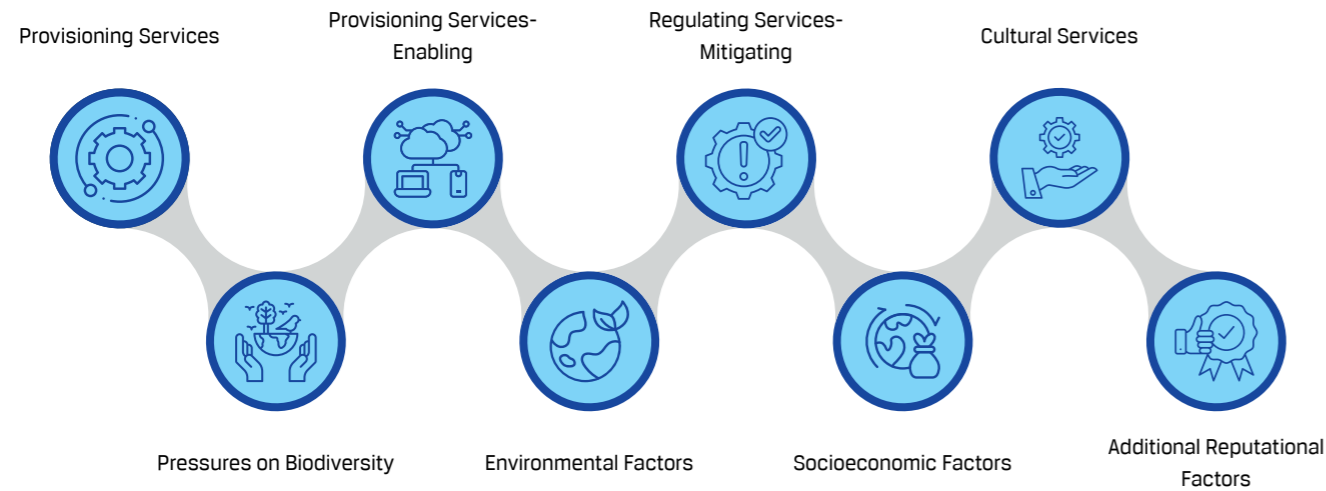 Provisioning Services
Provisioning Services-
Enabling
Regulating Services-
Mitigating
Cultural Services
Pressures on Biodiversity
Environmental Factors
Socioeconomic Factors
Additional Reputational
Factors